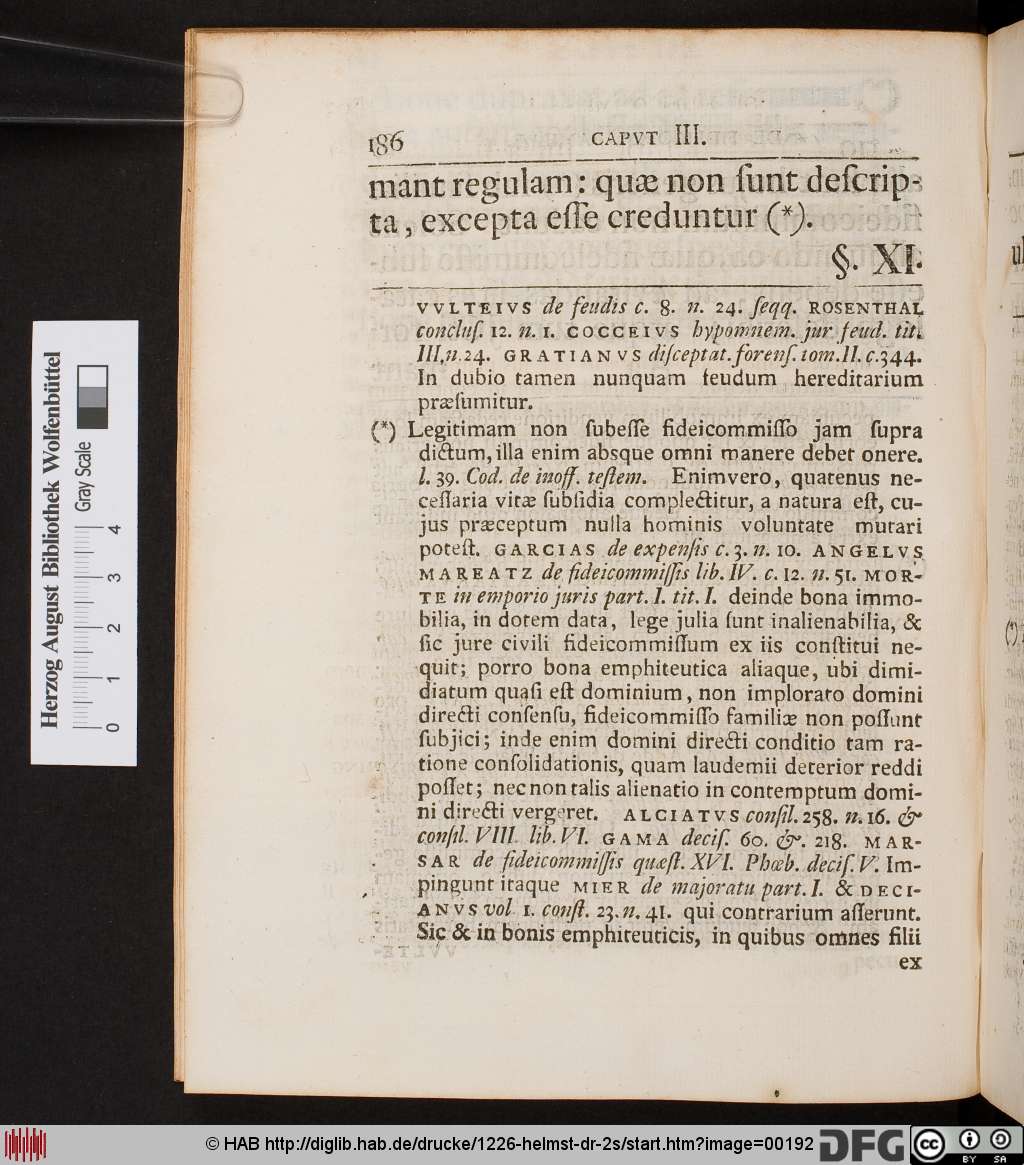 186 CAPVT III.
mant regulam: quæ non ſunt deſcrip-
ta, excepta eſſe creduntur (*).
§. XI.
VVLTEIVS de feudis c. 8. n. 24. ſeqq. ROSENTHAL
concluſ. 12. n. 1. COCCEIVS hypomnem. jur feud. tit.
III.n.24. GRATIANVS diſceptat. forenſ. tom. II. c. 344.
In dubio tamen nunquam feudum hereditarium
præſumitur.
(*) Legitimam non ſubeſſe fideicommiſſo jam ſupra
dictum, illa enim absque omni manere debet onere.
l. 39. Cod. de inoff. teſtem. Enimvero, quatenus ne-
ceſſaria vitæ ſubſidia complectitur, a natura eſt, cu-
jus præceptum nulla hominis voluntate mutari
poteſt. GARCIAS de expenſis c. 3. n. 10. ANGELVS
MAREATZ de fideicommiſſis lib. IV. c. 12. n. 51. MOR-
TE in emporio juris part. I. tit. I. deinde bona immo-
bilia, in dotem data, lege julia ſunt inalienabilia, &
ſic jure civili fideicommiſſum ex iis conſtitui ne-
quit; porro bona emphiteutica aliaque, ubi dimi-
diatum quaſi eſt dominium, non implorato domini
directi conſenſu, fideicommiſſo familiæ non poſſunt
ſubjici; inde enim domini directi conditio tam ra-
tione conſolidationis, quam laudemii deterior reddi
poſſet; nec non talis alienatio in contemptum domi-
ni directi vergeret. ALCIATVS conſil. 258. n. 16. &
conſil. VIII. lib. VI. GAMA deciſ. 60. &. 218. MAR-
SAR de fideicommiſſis quæſt. XVI. Phœb. deciſ. V. Im-
pingunt itaque MIER de majoratu part. I. & DECI-
ANVS vol. 1. conſt. 23. n. 41. qui contrarium aſſerunt.
Sic & in bonis emphiteuticis, in quibus omnes filii
ex
Herzog August Bibliothek Wolfenbüttel
Gray Scale
0 1 2 3 4
© HAB http://diglib.hab.de/drucke/1226-helmst-dr-2s/start.htm?image=00192 DFG CC BY SA